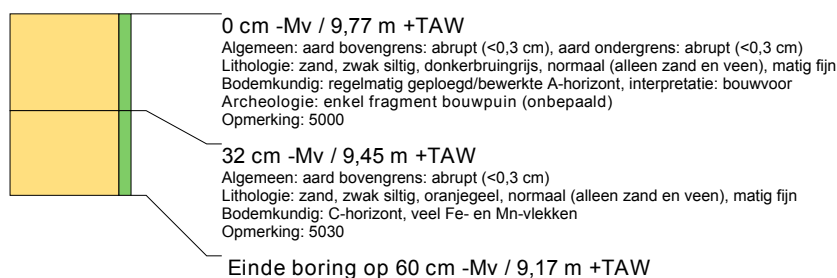 0 cm -Mv / 9,77 m +TAW
Algemeen: aard bovengrens: abrupt (<0,3 cm), aard ondergrens: abrupt (<0,3 cm)
Lithologie: zand, zwak siltig, donkerbruingrijs, normaal (alleen zand en veen), matig fijn
Bodemkundig: regelmatig geploegd/bewerkte A-horizont, interpretatie: bouwvoor
Archeologie: enkel fragment bouwpuin (onbepaald)
Opmerking: 5000
32 cm -Mv / 9,45 m +TAW
Algemeen: aard bovengrens: abrupt (<0,3 cm)
Lithologie: zand, zwak siltig, oranjegeel, normaal (alleen zand en veen), matig fijn
Bodemkundig: C-horizont, veel Fe- en Mn-vlekken
Opmerking: 5030
Einde boring op 60 cm -Mv / 9,17 m +TAW